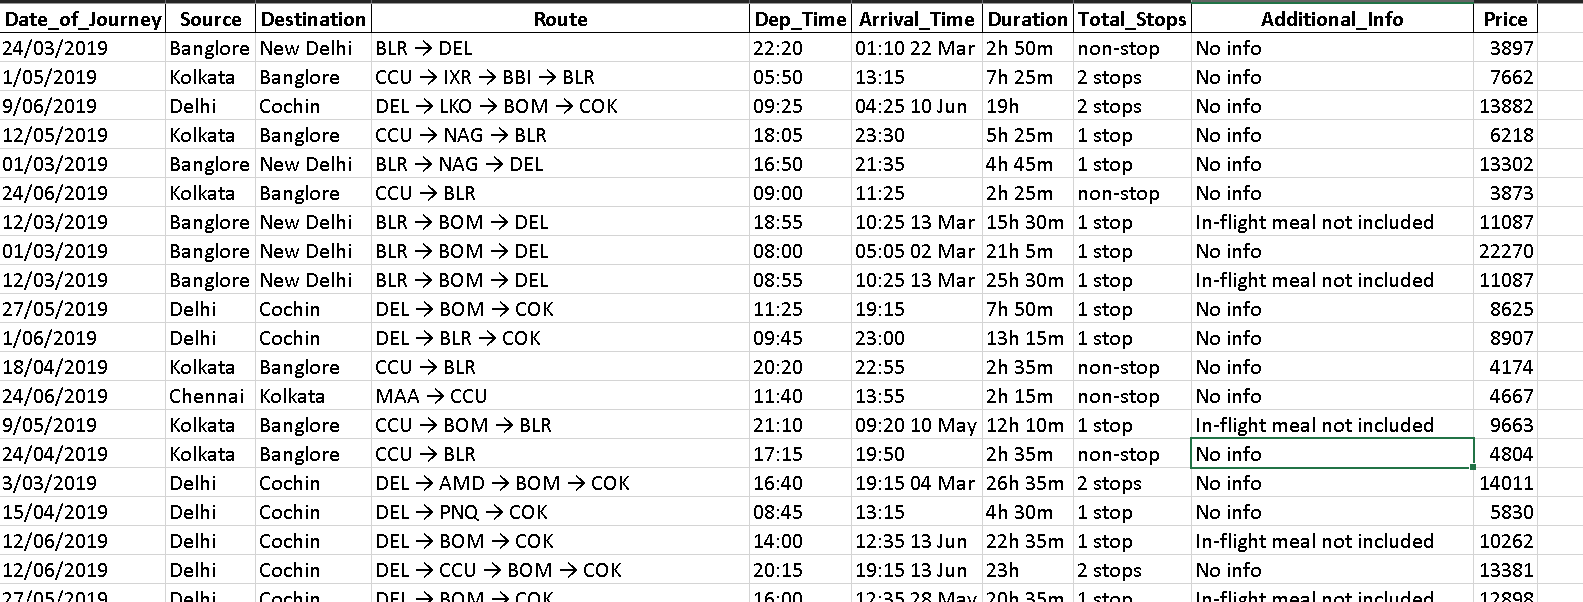 Date_of_Journey Source Destination Route Dep_Time Arrival_Time Duration Total_Stops Additional_Info Price
24/03/2019 Banglore New Delhi BLR → DEL 22:20 01:10 22 Mar 2h 50m non-stop No info 3897
1/05/2019 Kolkata Banglore CCU → IXR → BBI → BLR 05:50 13:15 7h 25m 2 stops No info 7662
9/06/2019 Delhi Cochin DEL → LKO → BOM → COK 09:25 04:25 10 Jun 19h 2 stops No info 13882
12/05/2019 Kolkata Banglore CCU → NAG → BLR 18:05 23:30 5h 25m 1 stop No info 6218
01/03/2019 Banglore New Delhi BLR → NAG → DEL 16:50 21:35 4h 45m 1 stop No info 13302
24/06/2019 Kolkata Banglore CCU → BLR 09:00 11:25 2h 25m non-stop No info 3873
12/03/2019 Banglore New Delhi BLR → BOM → DEL 18:55 10:25 13 Mar 15h 30m 1 stop In-flight meal not included 11087
01/03/2019 Banglore New Delhi BLR → BOM → DEL 08:00 05:05 02 Mar 21h 5m 1 stop No info 22270
12/03/2019 Banglore New Delhi BLR → BOM → DEL 08:55 10:25 13 Mar 25h 30m 1 stop In-flight meal not included 11087
27/05/2019 Delhi Cochin DEL → BOM → COK 11:25 19:15 7h 50m 1 stop No info 8625
1/06/2019 Delhi Cochin DEL → BLR → COK 09:45 23:00 13h 15m 1 stop No info 8907
18/04/2019 Kolkata Banglore CCU → BLR 20:20 22:55 2h 35m non-stop No info 4174
24/06/2019 Chennai Kolkata MAA → CCU 11:40 13:55 2h 15m non-stop No info 4667
9/05/2019 Kolkata Banglore CCU → BOM → BLR 21:10 09:20 10 May 12h 10m 1 stop In-flight meal not included 9663
24/04/2019 Kolkata Banglore CCU → BLR 17:15 19:50 2h 35m non-stop No info 4804
3/03/2019 Delhi Cochin DEL → AMD → BOM → COK 16:40 19:15 04 Mar 26h 35m 2 stops No info 14011
15/04/2019 Delhi Cochin DEL → PNQ → COK 08:45 13:15 4h 30m 1 stop No info 5830
12/06/2019 Delhi Cochin DEL → BOM → COK 14:00 12:35 13 Jun 22h 35m 1 stop In-flight meal not included 10262
12/06/2019 Delhi Cochin DEL → CCU → BOM → COK 20:15 19:15 13 Jun 23h 2 stops No info 13381
27/05/2019 Delhi Cochin DEL → BOM → COK 16:00 12:35 28 May 20h 35m 1 stop In-flight meal not included 12898